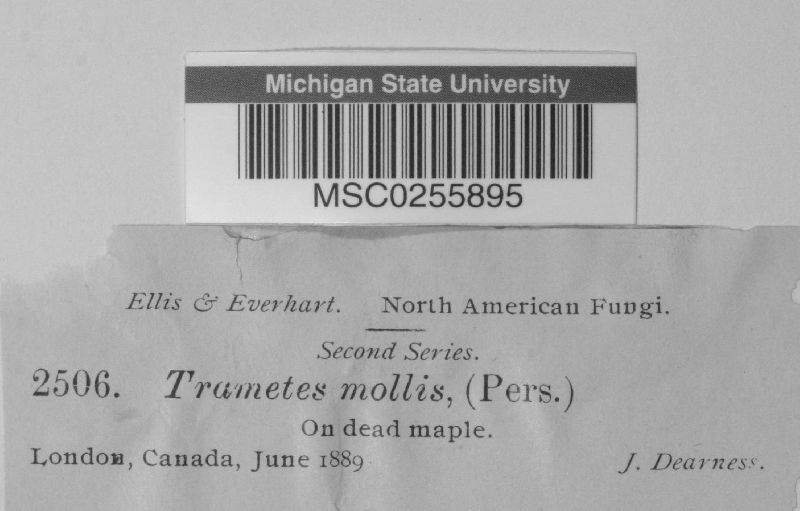 Michigan State University
MSC0255895
Ellis & Everhart. North American Fungi.
Second Series.
2506. Trametes mollis, (Pers.)
On dead maple.
London, Canada, June 1889
J. Dearness.